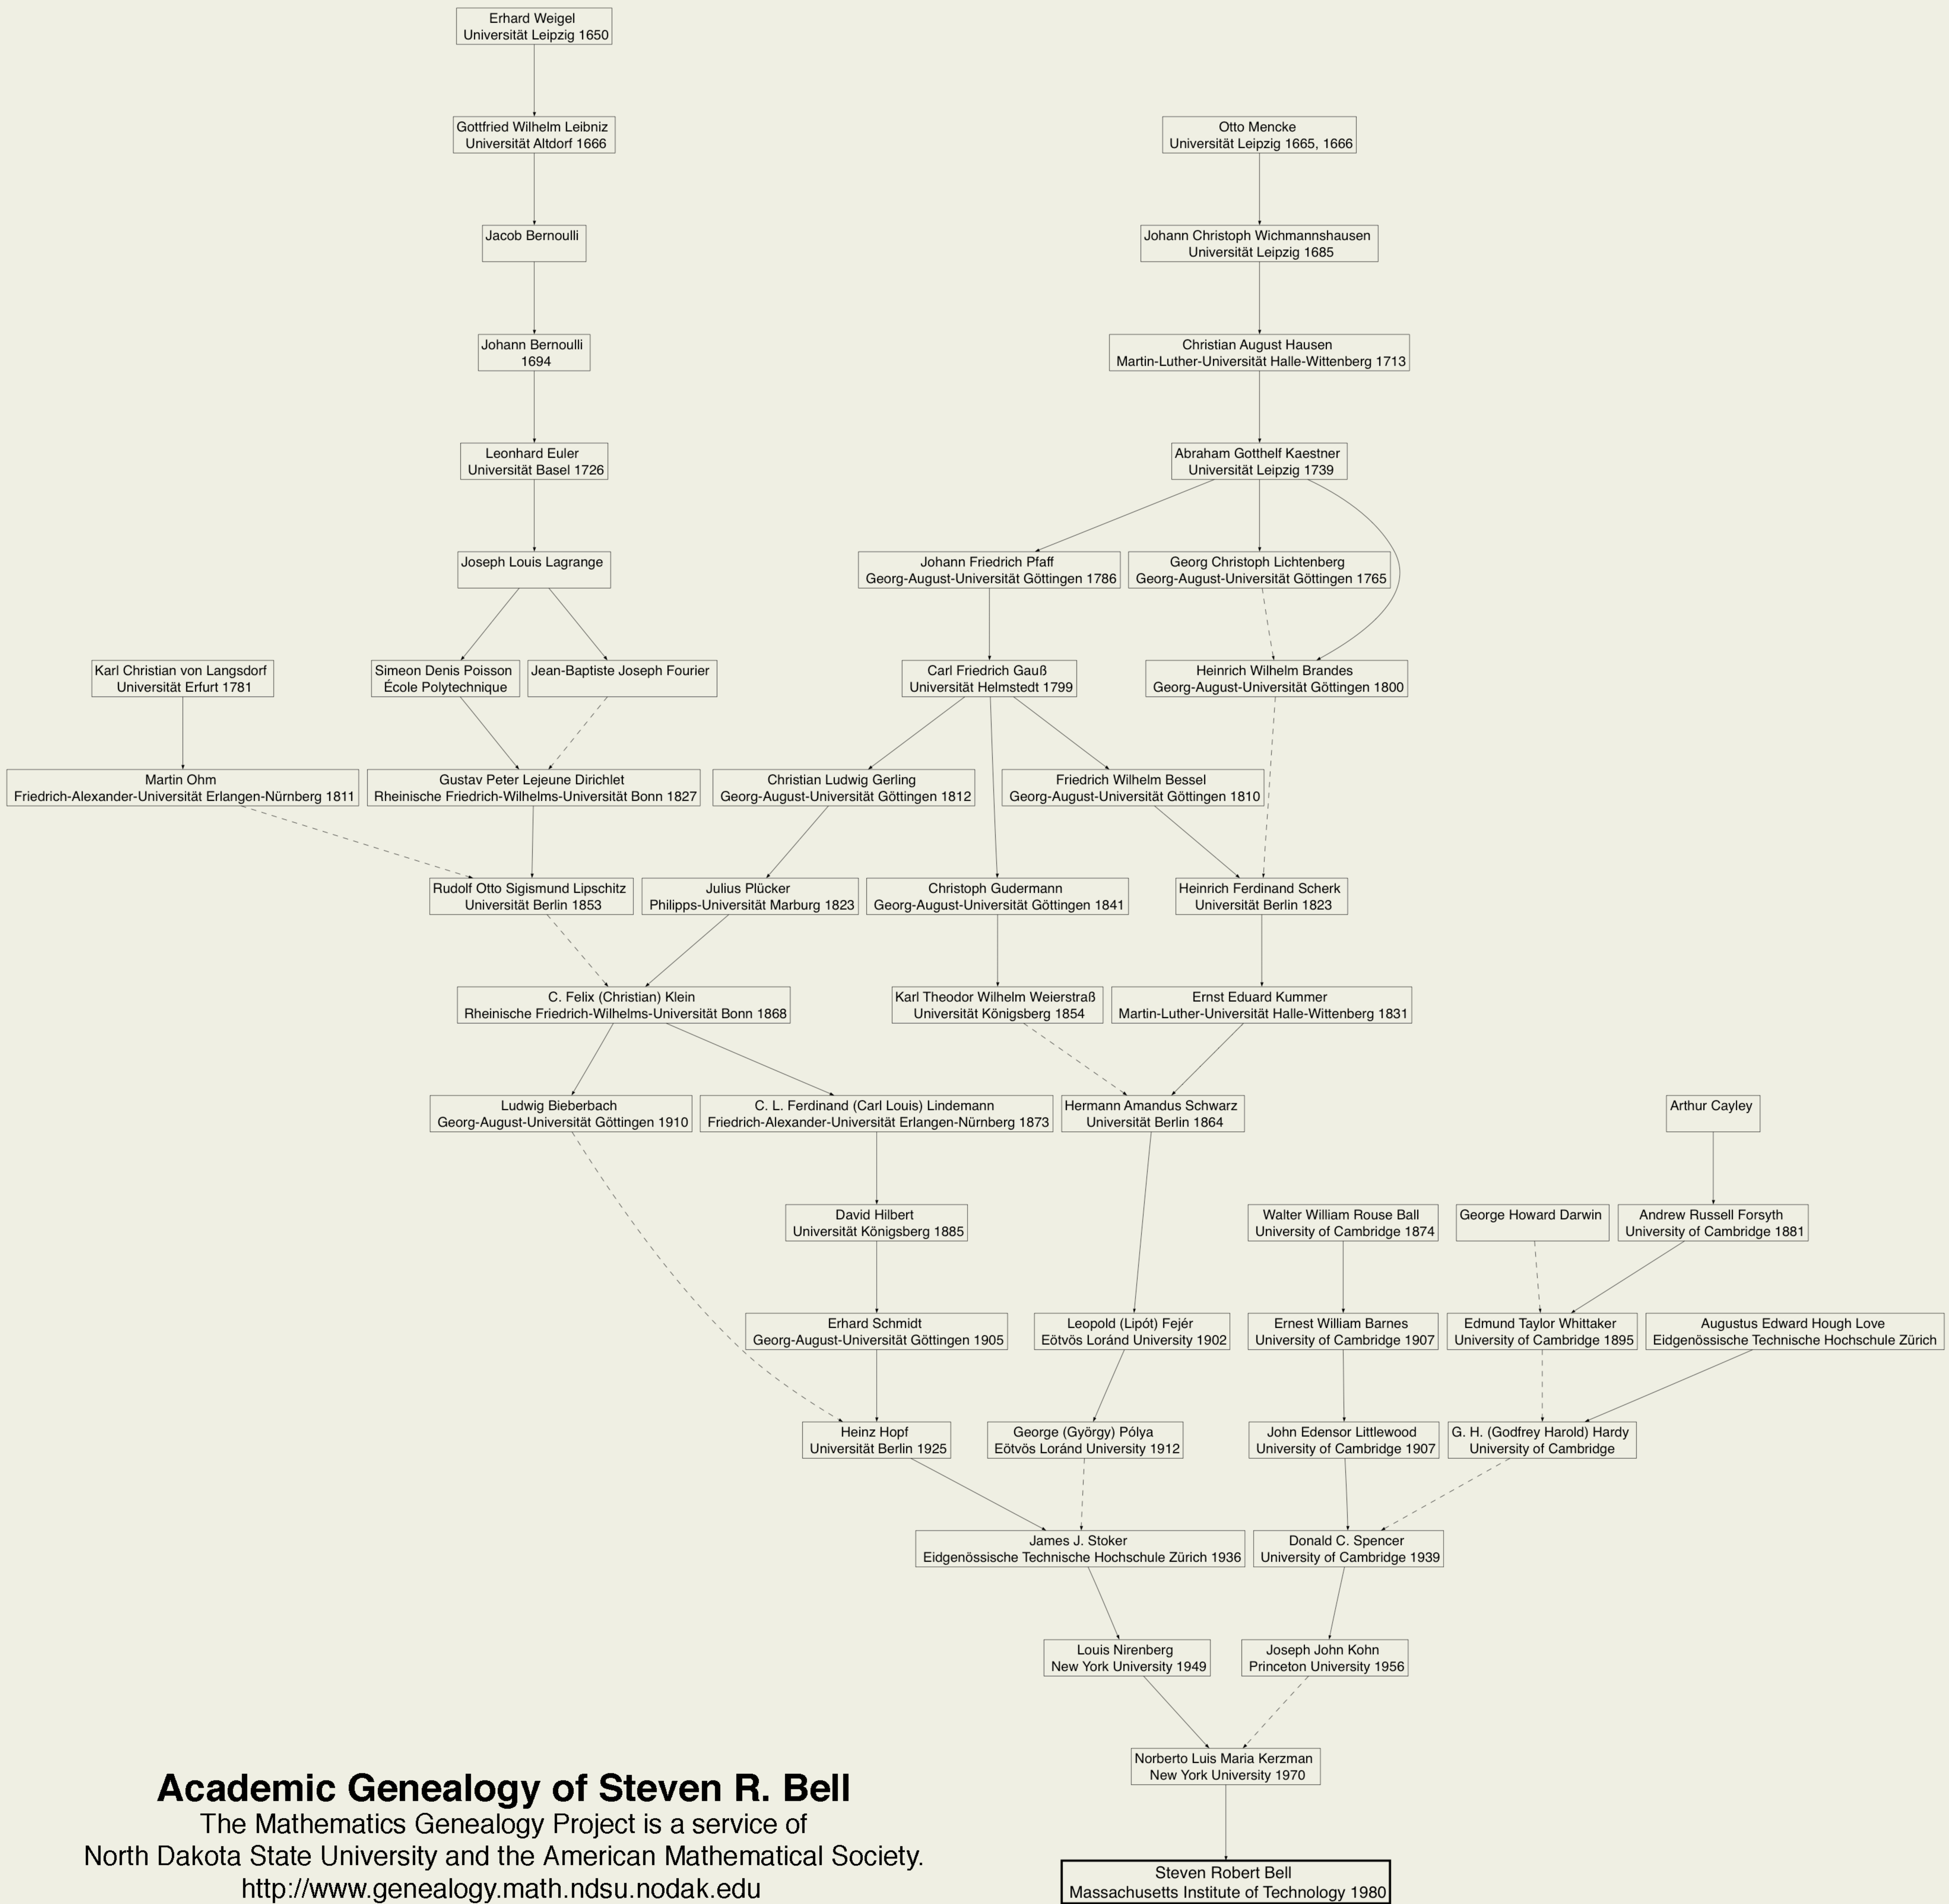 Erhard Weigel
Universität Leipzig 1650
Gottfried Wilhelm Leibniz
Universität Altdorf 1666
Otto Mencke
Universität Leipzig 1665, 1666
Jacob Bernoulli
Johann Christoph Wichmannshausen
Universität Leipzig 1685
Johann Bernoulli
1694
Christian August Hausen
Martin-Luther-Universität Halle-Wittenberg 1713
Leonhard Euler
Universität Basel 1726
Abraham Gotthelf Kaestner
Universität Leipzig 1739
Joseph Louis Lagrange
Johann Friedrich Pfaff
Georg-August-Universität Göttingen 1786
Georg Christoph Lichtenberg
Georg-August-Universität Göttingen 1765
Karl Christian von Langsdorf
Universität Erfurt 1781
Simeon Denis Poisson
École Polytechnique
Jean-Baptiste Joseph Fourier
Carl Friedrich Gauß
Universität Helmstedt 1799
Heinrich Wilhelm Brandes
Georg-August-Universität Göttingen 1800
Martin Ohm
Friedrich-Alexander-Universität Erlangen-Nürnberg 1811
Gustav Peter Lejeune Dirichlet
Rheinische Friedrich-Wilhelms-Universität Bonn 1827
Christian Ludwig Gerling
Georg-August-Universität Göttingen 1812
Friedrich Wilhelm Bessel
Georg-August-Universität Göttingen 1810
Rudolf Otto Sigismund Lipschitz
Universität Berlin 1853
Julius Plücker
Philipps-Universität Marburg 1823
Christoph Gudermann
Georg-August-Universität Göttingen 1841
Heinrich Ferdinand Scherk
Universität Berlin 1823
C. Felix (Christian) Klein
Rheinische Friedrich-Wilhelms-Universität Bonn 1868
Karl Theodor Wilhelm Weierstraß
Universität Königsberg 1854
Ernst Eduard Kummer
Martin-Luther-Universität Halle-Wittenberg 1831
Ludwig Bieberbach
Georg-August-Universität Göttingen 1910
C. L. Ferdinand (Carl Louis) Lindemann
Friedrich-Alexander-Universität Erlangen-Nürnberg 1873
Hermann Amandus Schwarz
Universität Berlin 1864
Arthur Cayley
David Hilbert
Universität Königsberg 1885
Walter William Rouse Ball
University of Cambridge 1874
George Howard Darwin
Andrew Russell Forsyth
University of Cambridge 1881
Erhard Schmidt
Georg-August-Universität Göttingen 1905
Leopold (Lipót) Fejér
Eötvös Loránd University 1902
Ernest William Barnes
University of Cambridge 1907
Edmund Taylor Whittaker
University of Cambridge 1895
Augustus Edward Hough Love
Eidgenössische Technische Hochschule Zürich
Heinz Hopf
Universität Berlin 1925
George (György) Pólya
Eötvös Loránd University 1912
John Edensor Littlewood
University of Cambridge 1907
G. H. (Godfrey Harold) Hardy
University of Cambridge
James J. Stoker
Eidgenössische Technische Hochschule Zürich 1936
Donald C. Spencer
University of Cambridge 1939
Louis Nirenberg
New York University 1949
Joseph John Kohn
Princeton University 1956
Norberto Luis Maria Kerzman
New York University 1970
Steven Robert Bell
Massachusetts Institute of Technology 1980
Academic Genealogy of Steven R. Bell
The Mathematics Genealogy Project is a service of
North Dakota State University and the American Mathematical Society.
http://www.genealogy.math.ndsu.nodak.edu